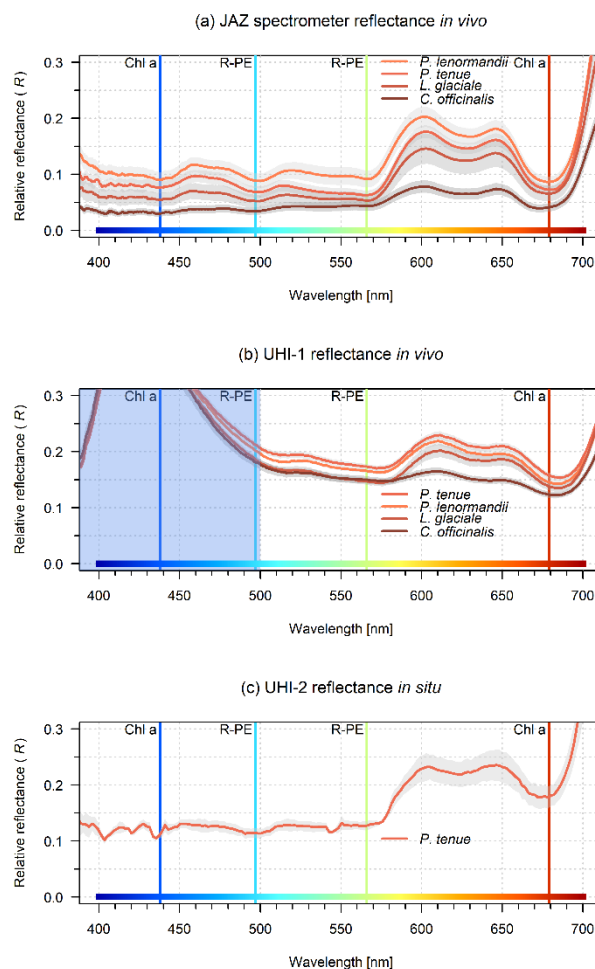 (a) JAZ spectrometer reflectance in vivo
Relative reflectance ( R)
0.3
0.2
0.1
0.0
Chl a
R-PE
R-PE
Chl a
P. lenormandii
P. tenue
L. glaciale
C. officinalis
400 450 500 550 600 650 700
Wavelength [nm]
(b) UHI-1 reflectance in vivo
Relative reflectance ( R)
0.3
0.2
0.1
0.0
Chl a
R-PE
R-PE
Chl a
P. tenue
P. lenormandii
L. glaciale
C. officinalis
400 450 500 550 600 650 700
Wavelength [nm]
(c) UHI-2 reflectance in situ
Relative reflectance ( R)
0.3
0.2
0.1
0.0
Chl a
R-PE
R-PE
Chl a
P. tenue
400 450 500 550 600 650 700
Wavelength [nm]